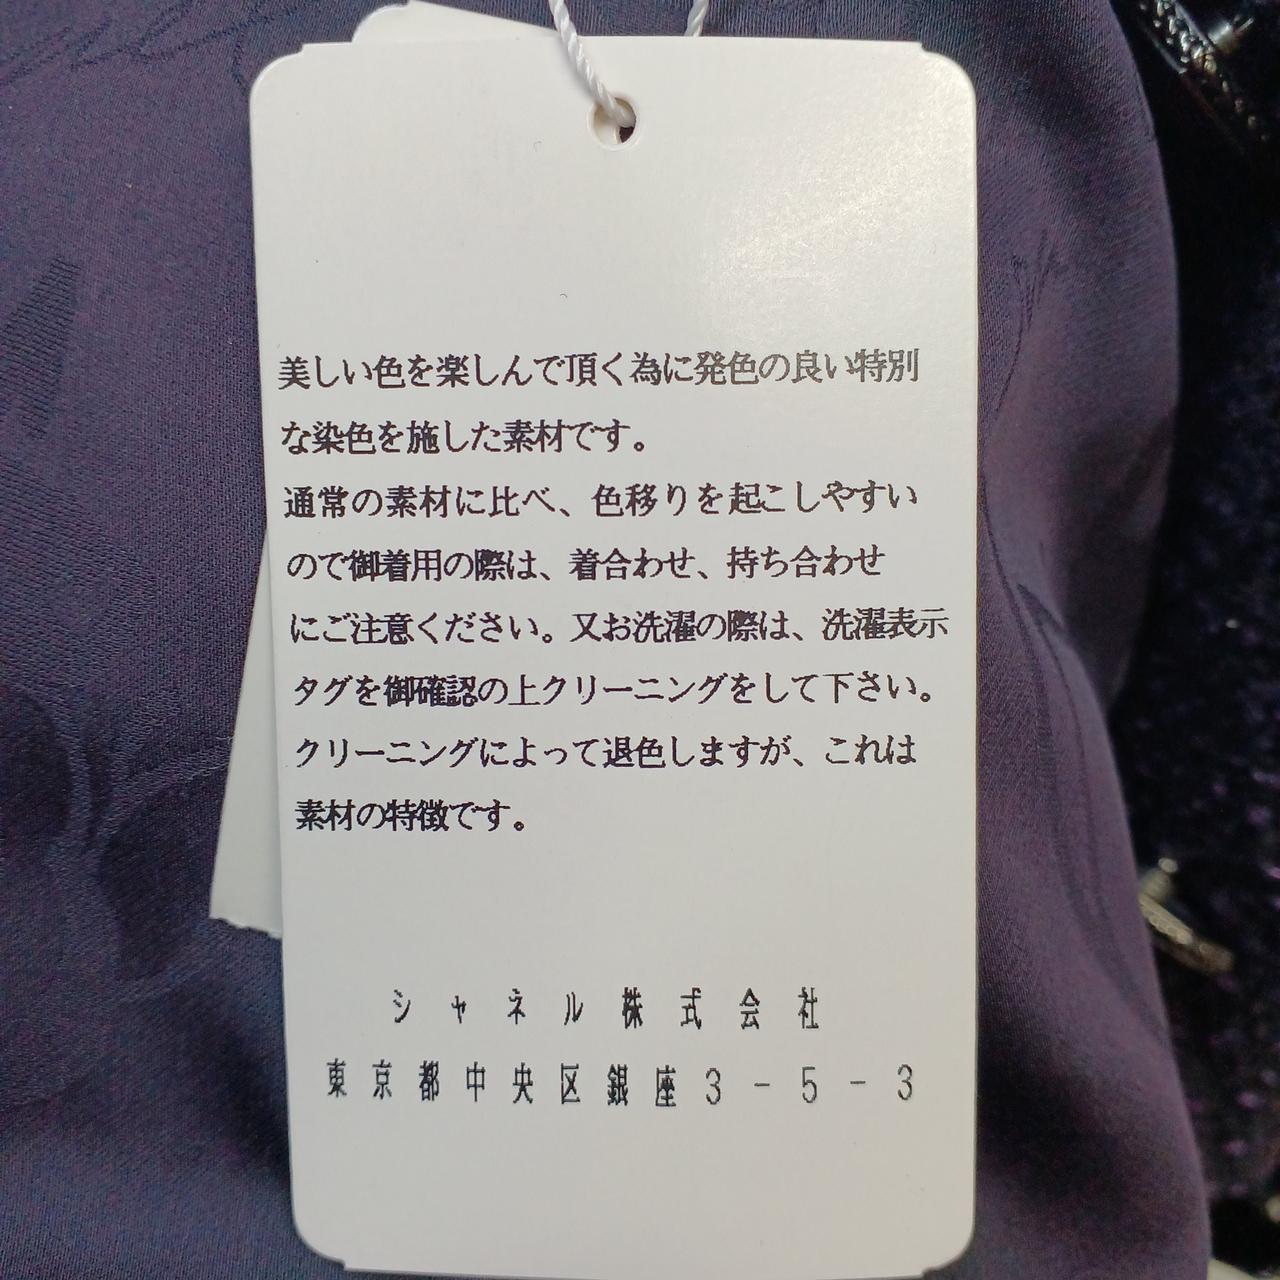 美しい色を楽しんで頂く為に発色の良い特別
な染色を施した素材です。
通常の素材に比べ、色移りを起こしやすい
ので御着用の際は、着合わせ、持ち合わせ
にご注意ください。又お洗濯の際は、洗濯表示
タグを御確認の上クリーニングをして下さい。
クリーニングによって退色しますが、これは
素材の特徴です。
シャネル株式会社
東京都中央区銀座3-5-3